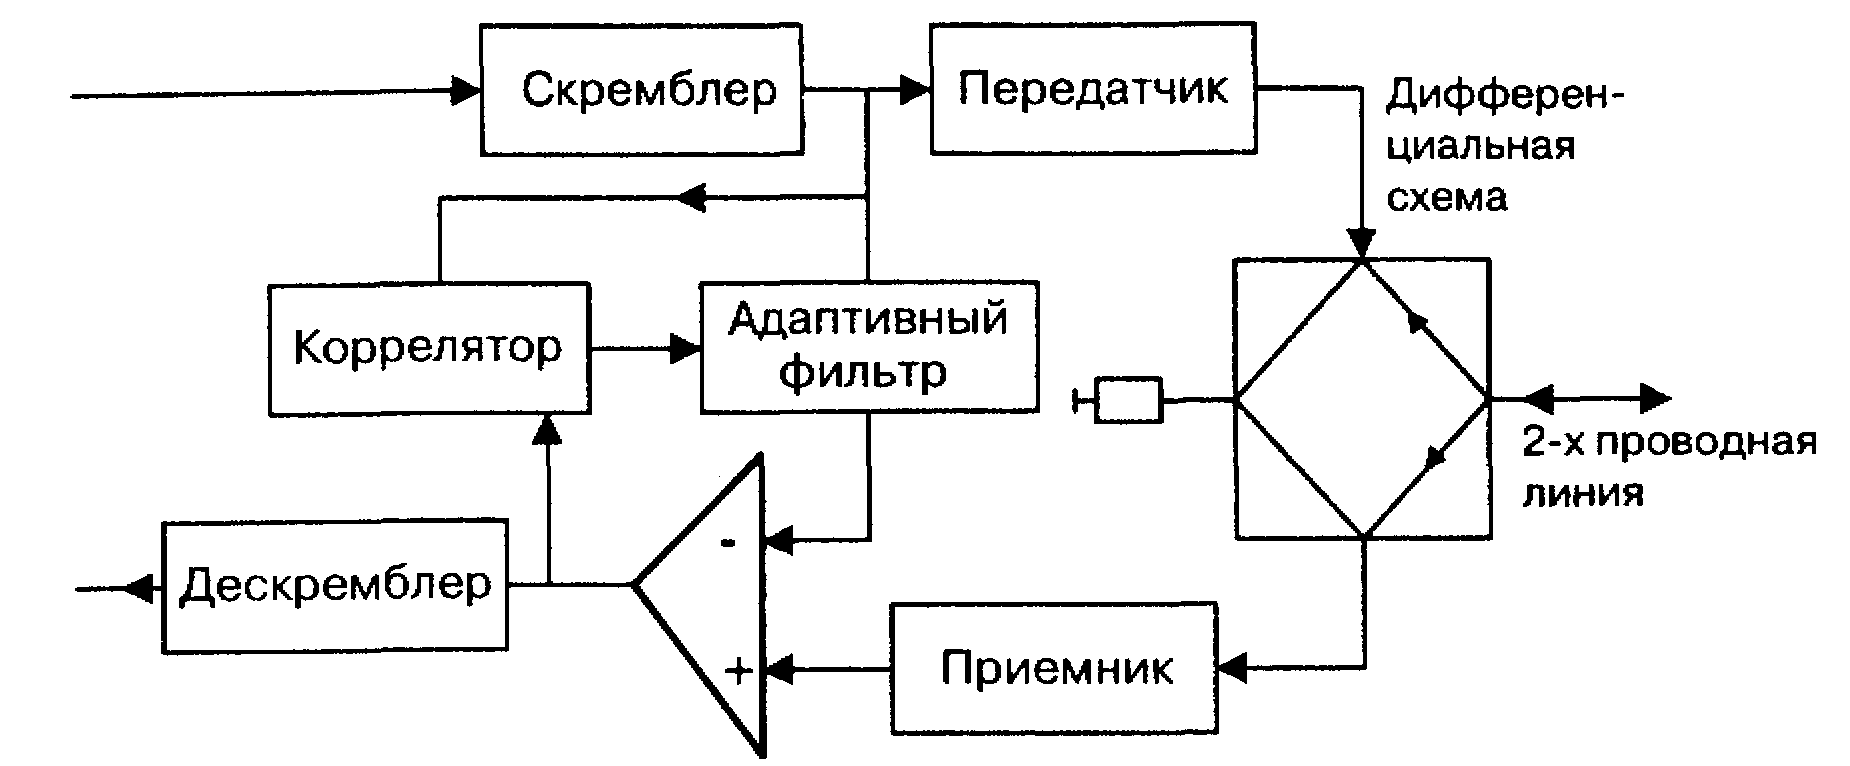 Скремблер
Передатчик
Дифферен-
циальная
схема
Коррелятор
Адаптивный
фильтр
2-х проводная
линия
-
Дескремблер
+
Приемник